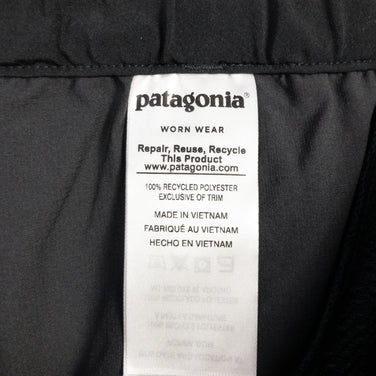 patagonia®
WORN WEAR
Repair, Reuse, Recycle
This Product
www.patagonia.com
100% RECYCLED POLYESTER
EXCLUSIVE OF TRIM
MADE IN VIETNAM
FABRIQUÉ AU VIETNAM
HECHO EN VIETNAM